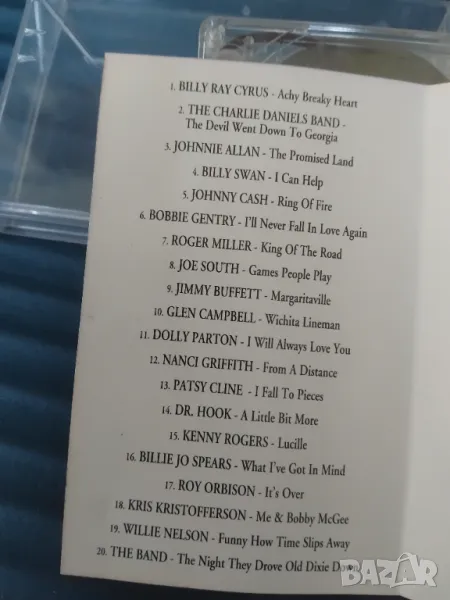 1. BILLY RAY CYRUS - Achy Breaky Heart
2. THE CHARLIE DANIELS BAND -
The Devil Went Down To Georgia
3. JOHNNIE ALLAN - The Promised Land
4. BILLY SWAN - I Can Help
5. JOHNNY CASH - Ring Of Fire
6. BOBBIE GENTRY - I'll Never Fall In Love Again
7. ROGER MILLER - King Of The Road
8. JOE SOUTH - Games People Play
9. JIMMY BUFFETT - Margaritaville
10. GLEN CAMPBELL - Wichita Lineman
11. DOLLY PARTON - I Will Always Love You
12. NANCI GRIFFITH - From A Distance
13. PATSY CLINE - I Fall To Pieces
14. DR. HOOK - A Little Bit More
15. KENNY ROGERS - Lucille
16. BILLIE JO SPEARS - What I've Got In Mind
17. ROY ORBISON - It's Over
18. KRIS KRISTOFFERSON - Me & Bobby McGee
19. WILLIE NELSON - Funny How Time Slips Away
20. THE BAND - The Night They Drove Old Dixie Down
BAZAR.bg